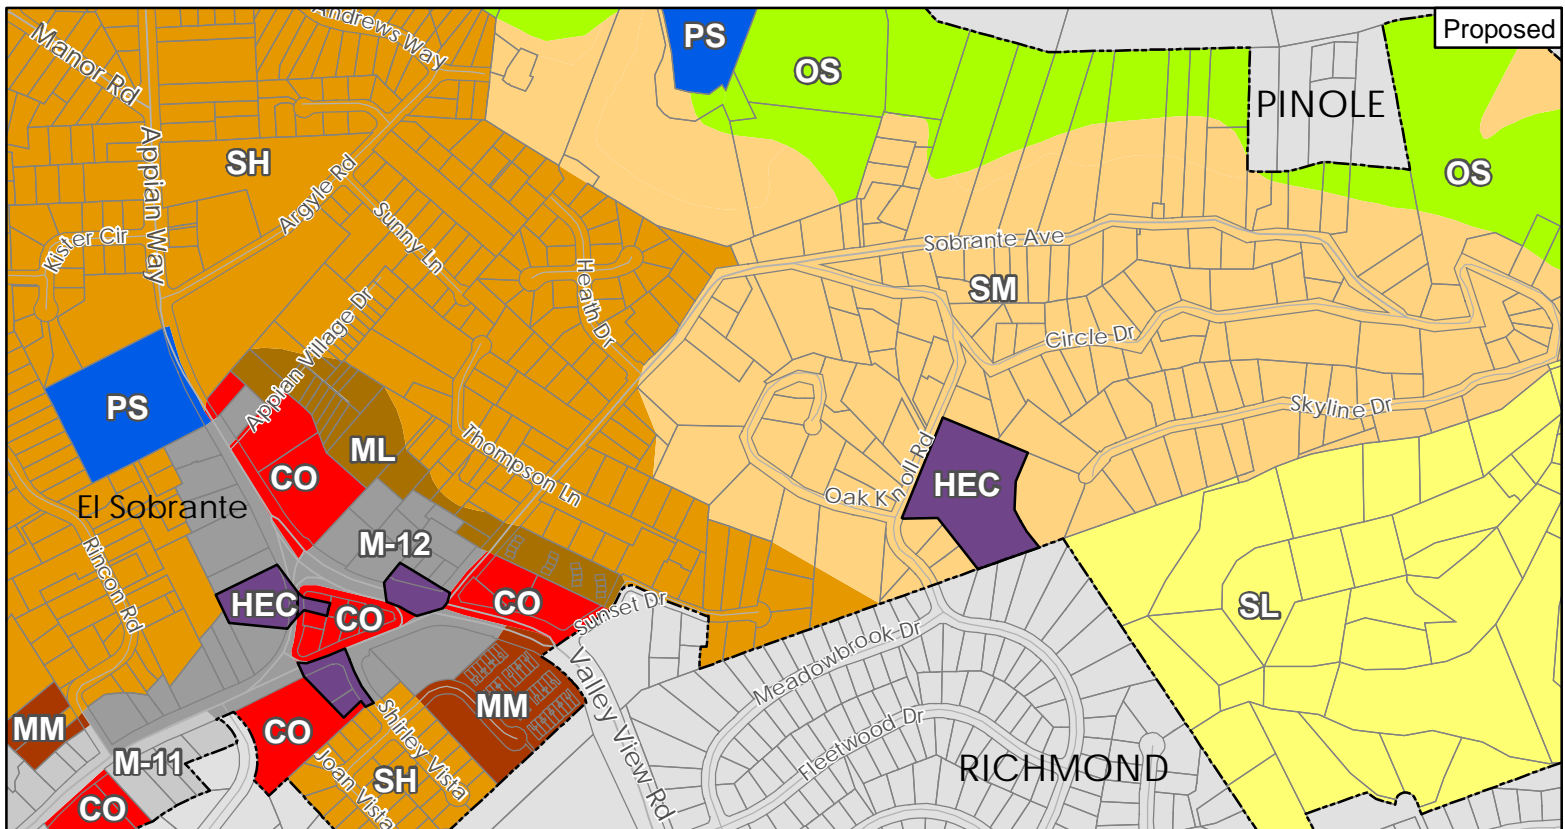 Proposed
Andrews Way
Manor Rd
PS
OS
PINOLE
Appian Way
SH
Argyle Rd
OS
Kister Cir
Sunny Ln
Sobrante Ave
Heath Dr
SM
Appian Village Dr
Circle Dr
PS
Skyline Dr
ML
Thompson Ln
CO
Oak Knoll Rd
HEC
El Sobrante
M-12
Rincon Rd
HEC
CO
CO
Sunset Dr
SL
Meadowbrook Dr
Valley View Rd
MM
MM
CO
Shirley Vista
Fleetwood Dr
M-11
Joan Vista
SH
RICHMOND
CO